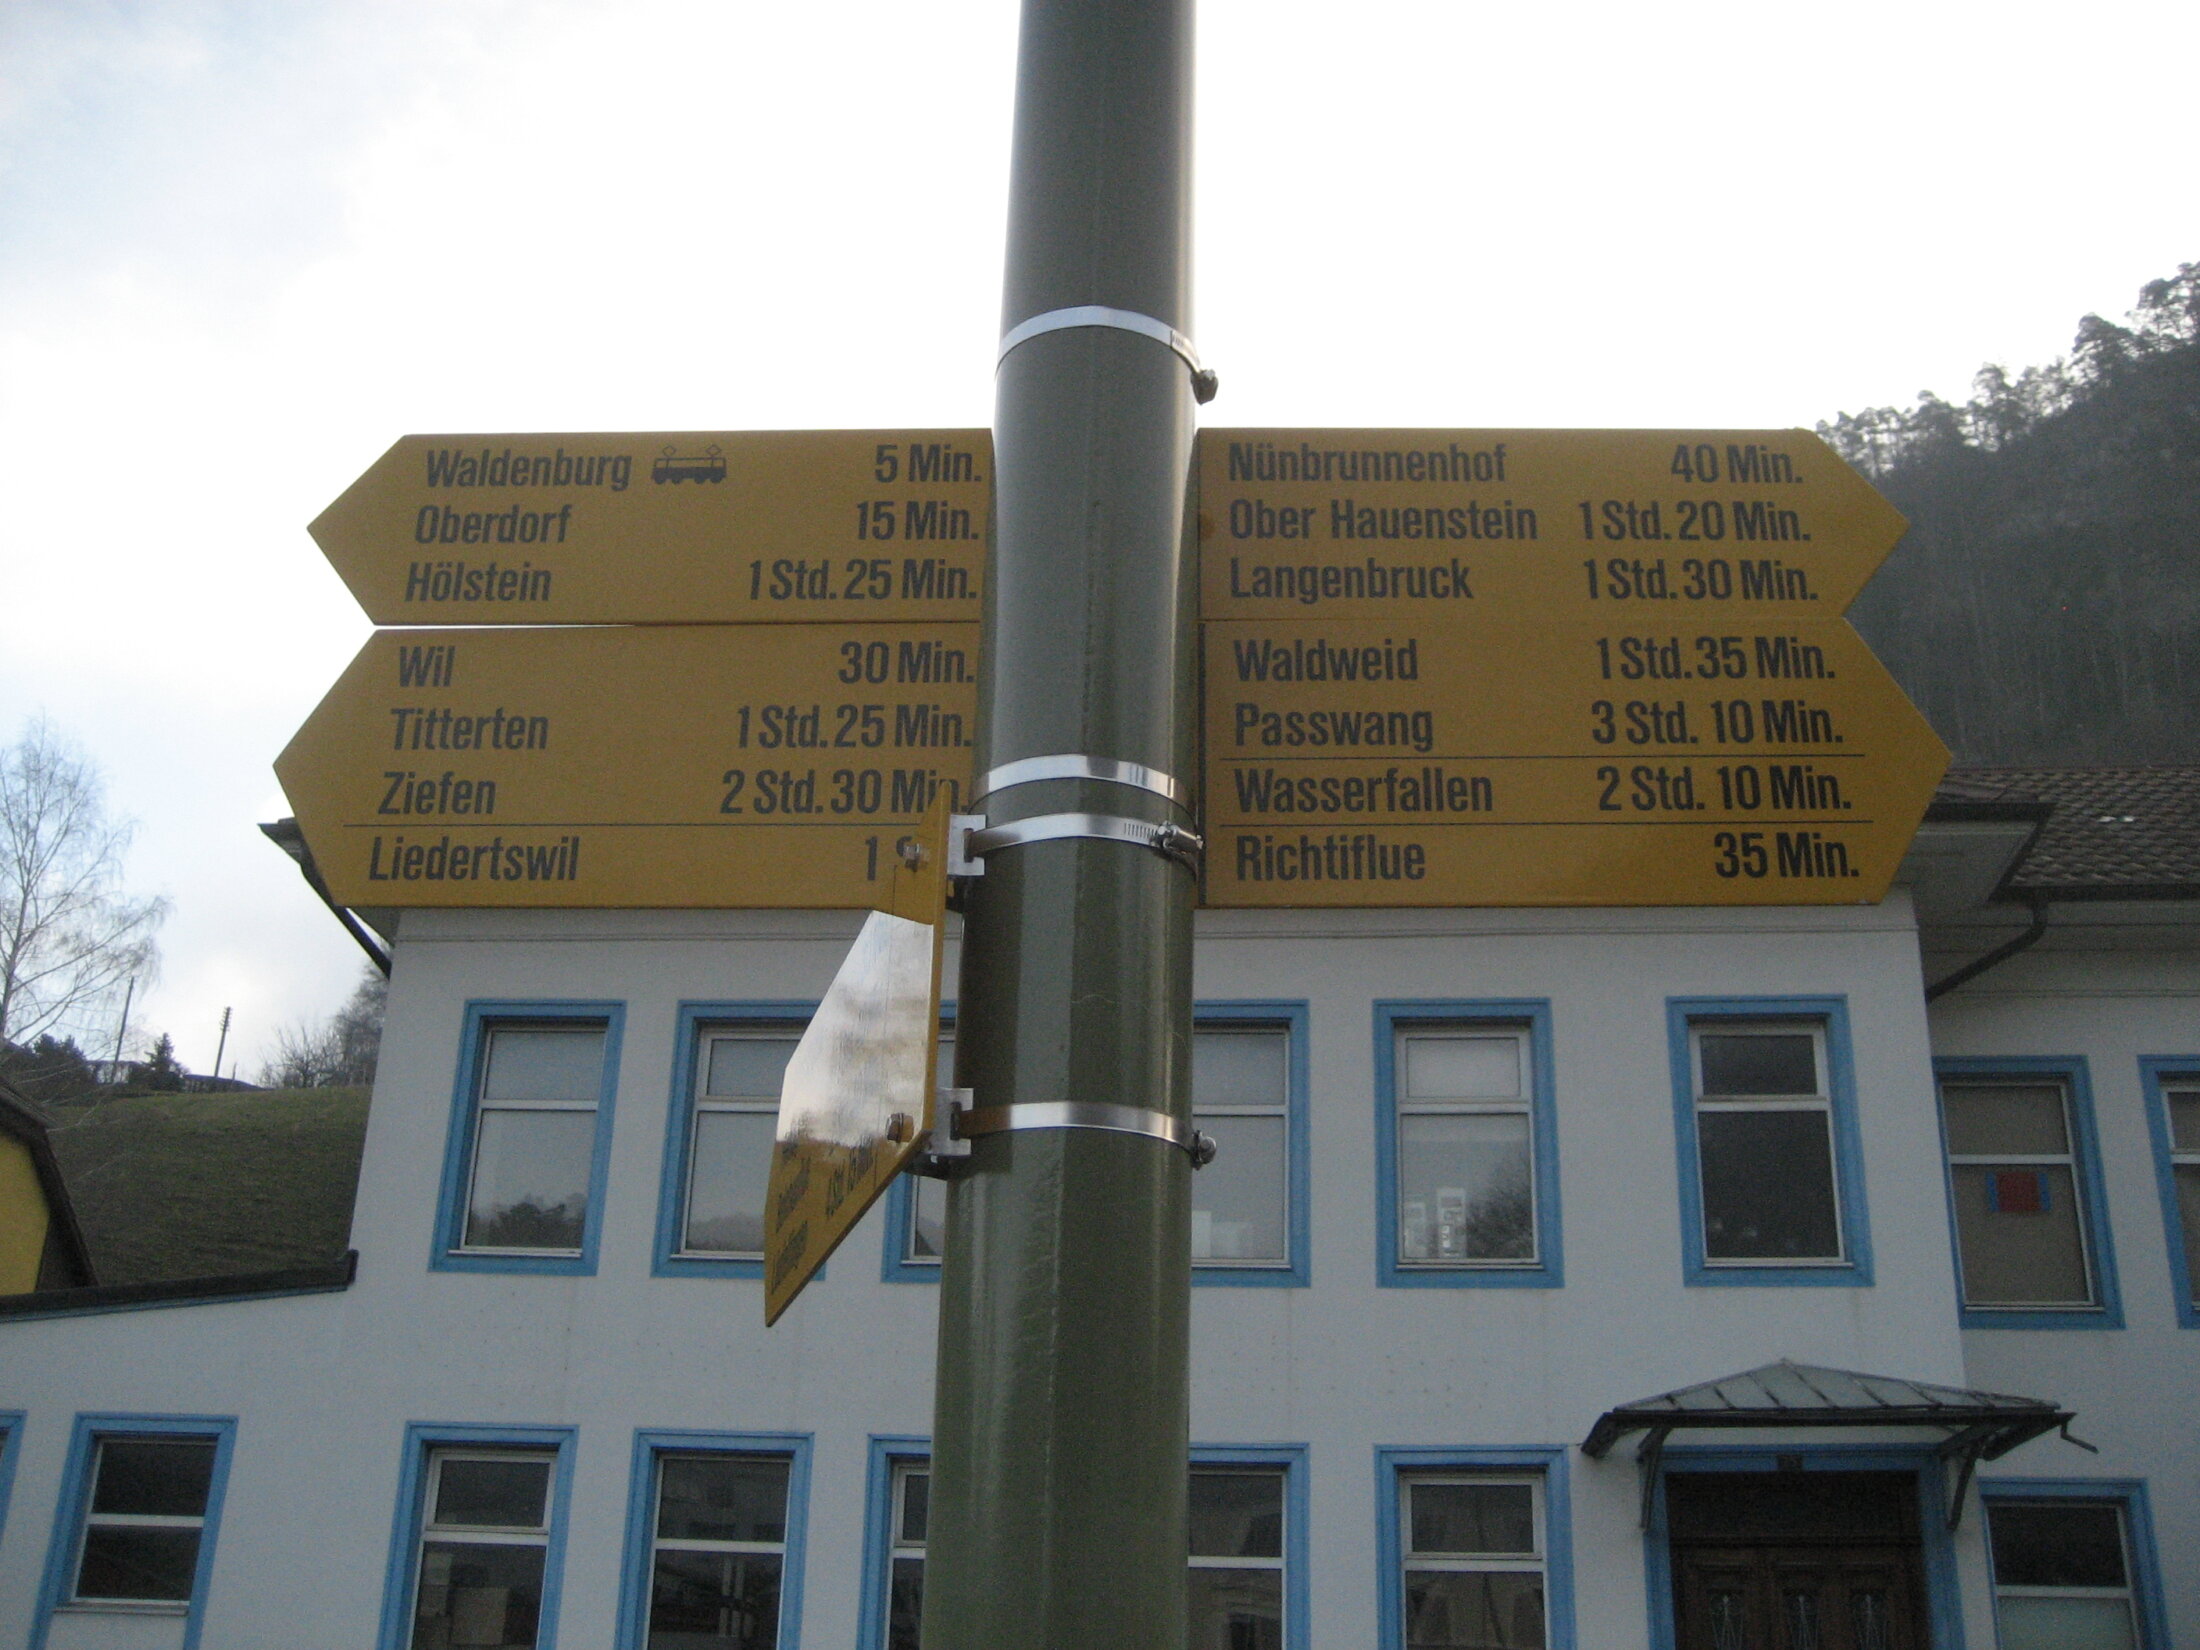 Waldenburg 5 Min.
Oberdorf 15 Min.
Hölstein 1 Std. 25 Min.
Wil 30 Min.
Titterten 1 Std. 25 Min.
Ziefen 2 Std. 30 Min.
Liedertswil 1
Nünbrunnenhof 40 Min.
Ober Hauenstein 1 Std. 20 Min.
Langenbruck 1 Std. 30 Min.
Waldweid 1 Std. 35 Min.
Passwang 3 Std. 10 Min.
Wasserfallen 2 Std. 10 Min.
Richtiflue 35 Min.